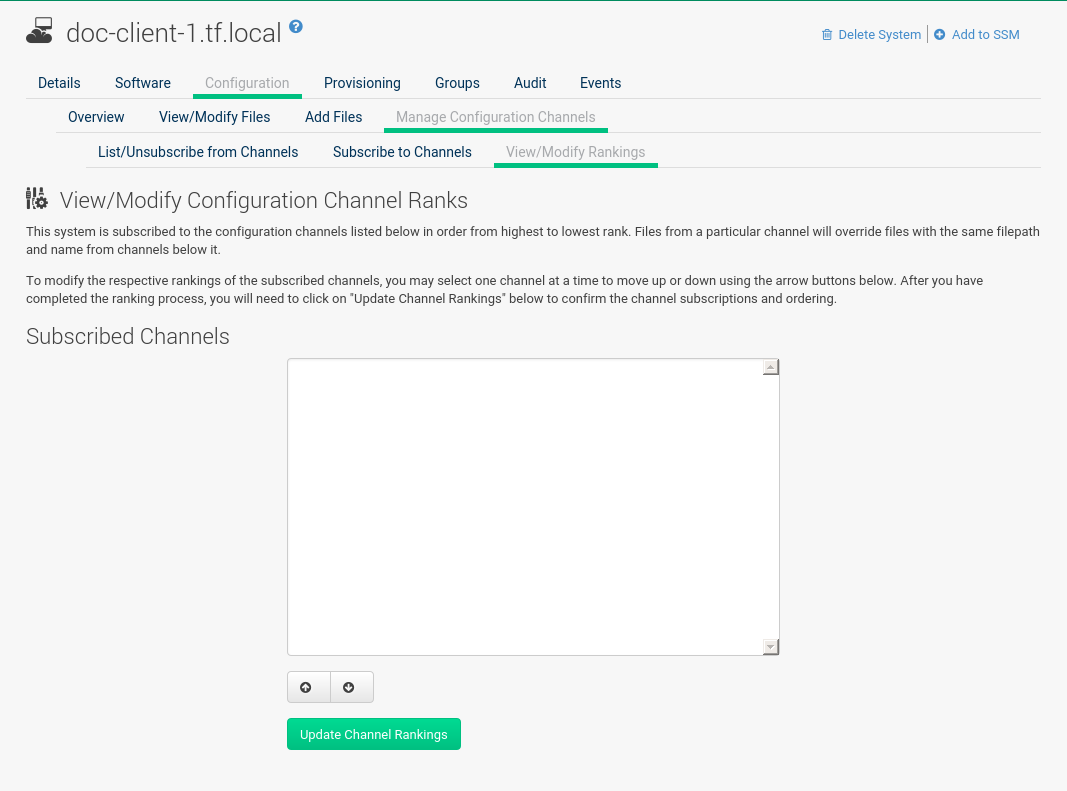 doc-client-1.tf.local ?
Delete System | Add to SSM
Details Software Configuration Provisioning Groups Audit Events
Overview View/Modify Files Add Files Manage Configuration Channels
List/Unsubscribe from Channels Subscribe to Channels View/Modify Rankings
View/Modify Configuration Channel Ranks
This system is subscribed to the configuration channels listed below in order from highest to lowest rank. Files from a particular channel will override files with the same filepath
and name from channels below it.
To modify the respective rankings of the subscribed channels, you may select one channel at a time to move up or down using the arrow buttons below. After you have
completed the ranking process, you will need to click on "Update Channel Rankings" below to confirm the channel subscriptions and ordering.
Subscribed Channels
Update Channel Rankings